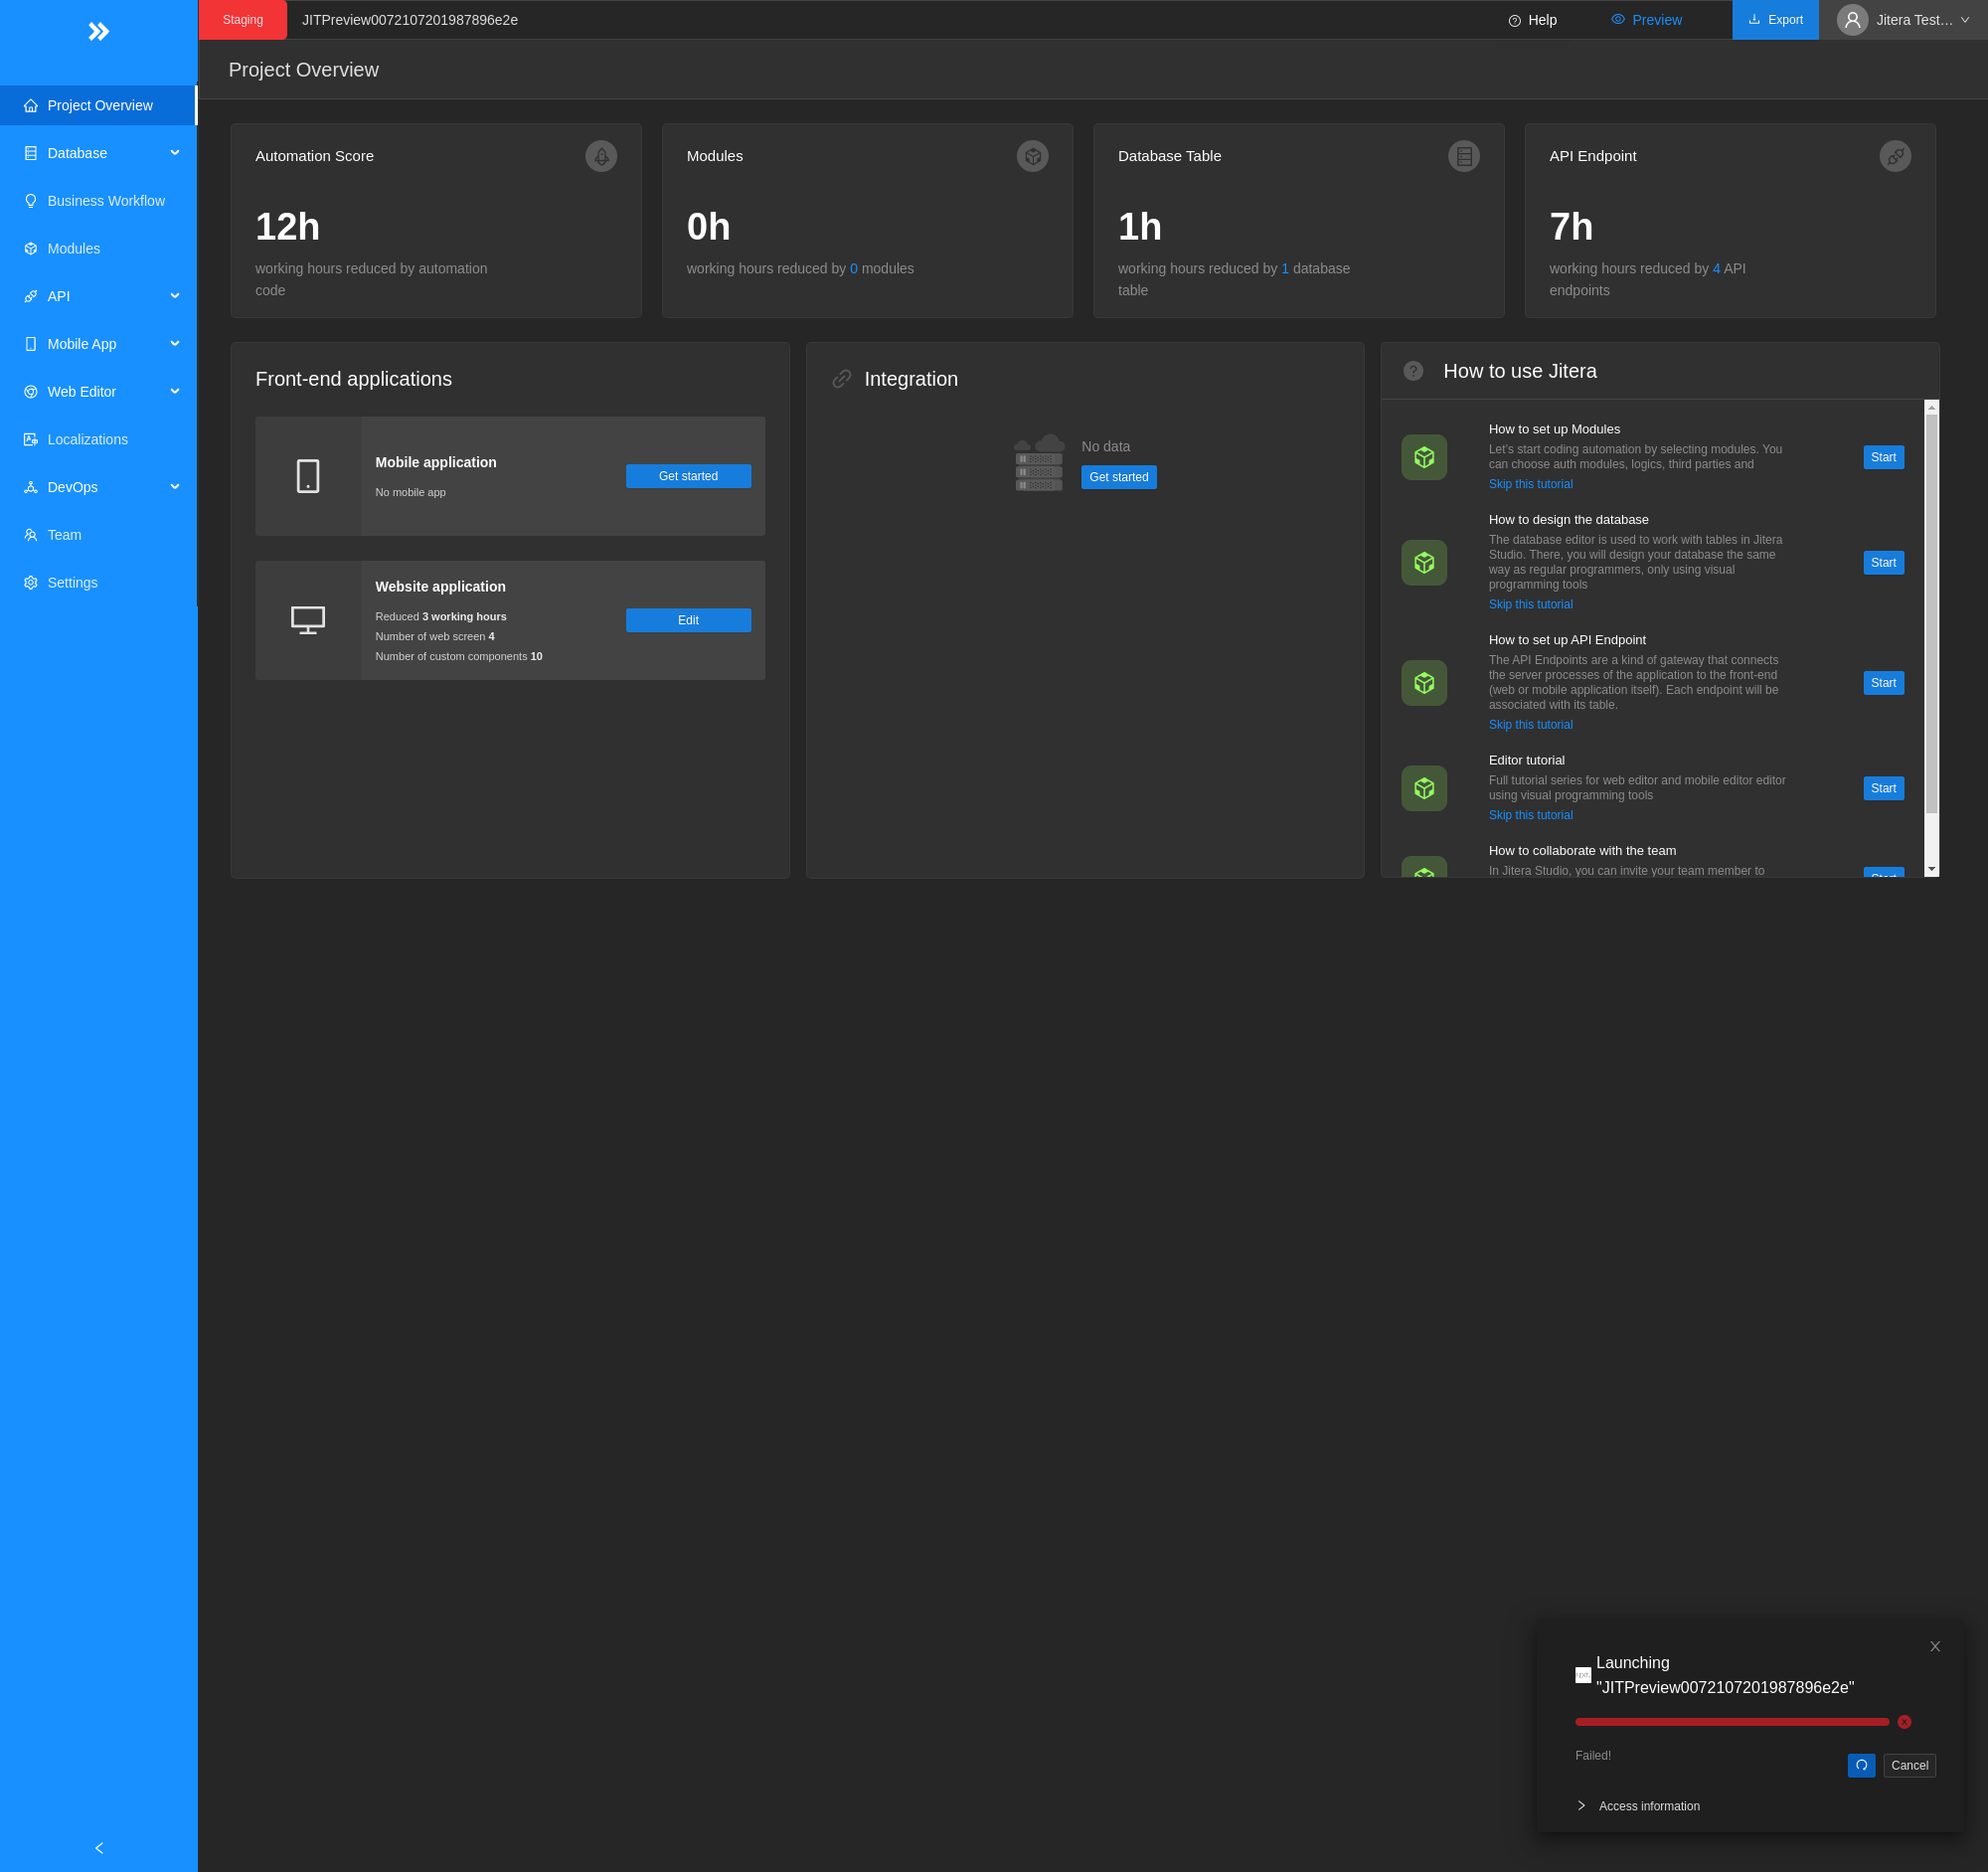 Staging
JITPreview0072107201987896e2e
Help
Preview
Export
Jitera Test...
Project Overview
Database
Business Workflow
Modules
API
Mobile App
Web Editor
Localizations
DevOps
Team
Settings
Project Overview
Automation Score
12h
working hours reduced by automation
code
Modules
0h
working hours reduced by 0 modules
Database Table
1h
working hours reduced by 1 database
table
API Endpoint
7h
working hours reduced by 4 API
endpoints
Front-end applications
Mobile application
No mobile app
Get started
Website application
Reduced 3 working hours
Number of web screen 4
Number of custom components 10
Edit
Integration
No data
Get started
How to use Jitera
How to set up Modules
Let's start coding automation by selecting modules. You
can choose auth modules, logics, third parties and
Skip this tutorial
Start
How to design the database
The database editor is used to work with tables in Jitera
Studio. There, you will design your database the same
way as regular programmers, only using visual
programming tools
Skip this tutorial
Start
How to set up API Endpoint
The API Endpoints are a kind of gateway that connects
the server processes of the application to the front-end
(web or mobile application itself). Each endpoint will be
associated with its table.
Skip this tutorial
Start
Editor tutorial
Full tutorial series for web editor and mobile editor editor
using visual programming tools
Skip this tutorial
Start
How to collaborate with the team
In Jitera Studio, you can invite your team member to
Start
Launching
"JITPreview0072107201987896e2e"
Failed!
Cancel
Access information